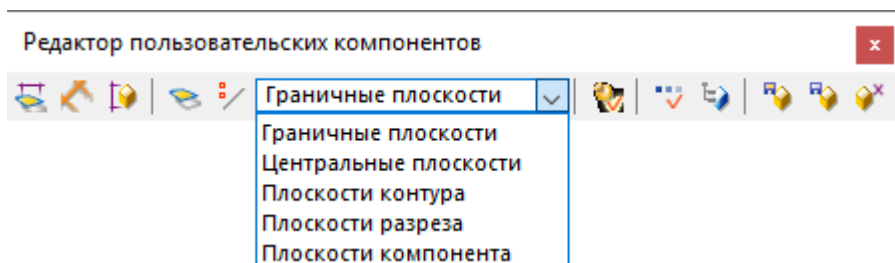 Редактор пользовательских компонентов
Граничные плоскости
Граничные плоскости
Центральные плоскости
Плоскости контура
Плоскости разреза
Плоскости компонента